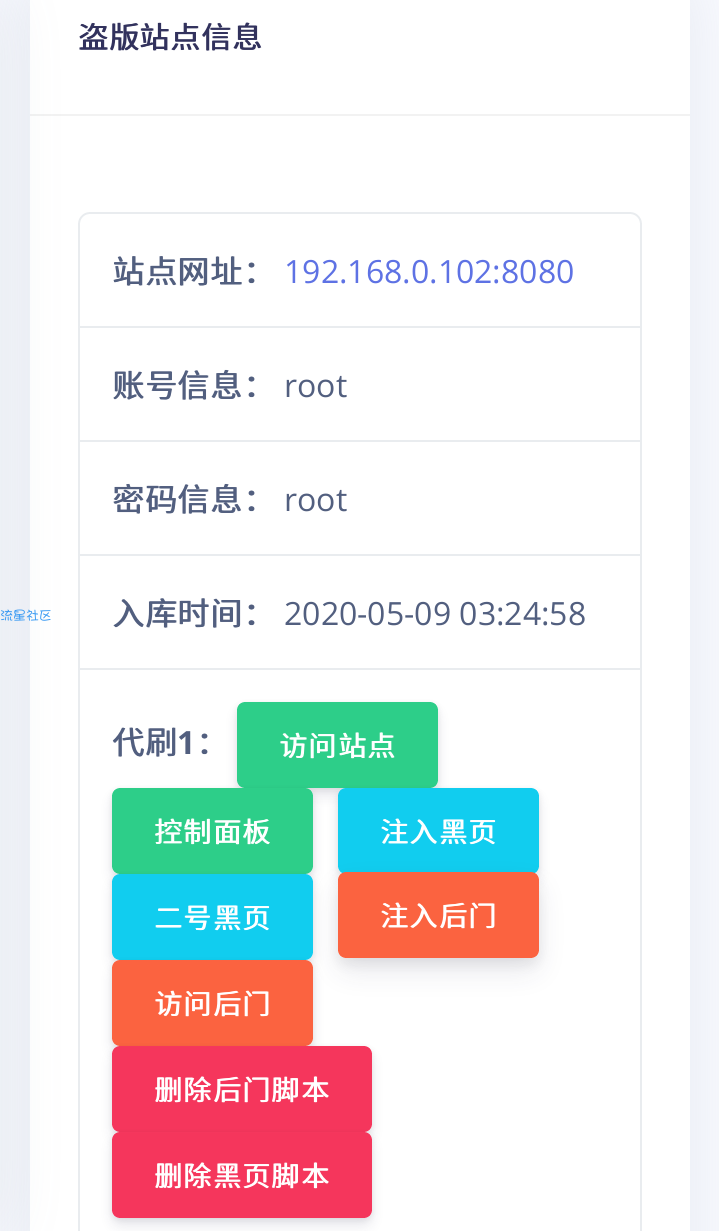 盗版站点信息
站点网址： 192.168.0.102:8080
账号信息： root
密码信息： root
入库时间： 2020-05-09 03:24:58
流星社区
代刷1： 访问站点
控制面板 注入黑页
二号黑页 注入后门
访问后门
删除后门脚本
删除黑页脚本